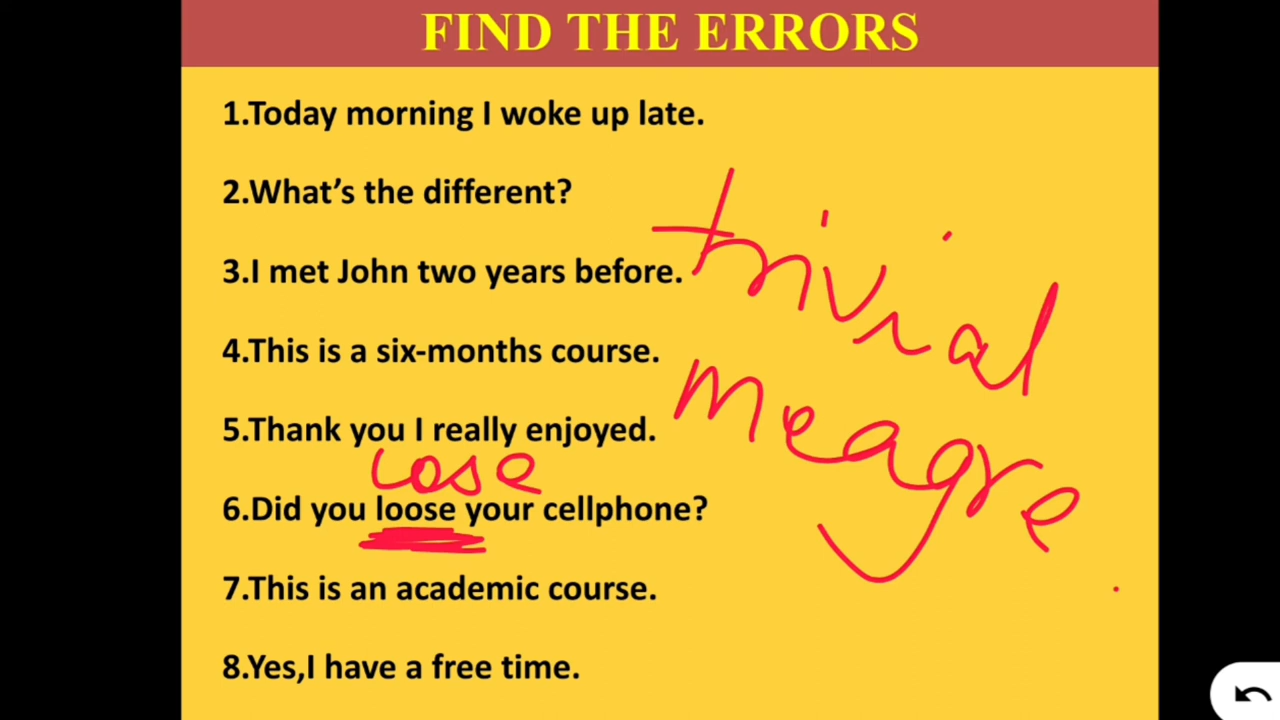 FIND THE ERRORS
1.Today morning I woke up late.
2.What's the different?
trivial
3.I met John two years before.
4.This is a six-months course.
meagre
5.Thank you I really enjoyed.
lose
6.Did you loose your cellphone?
7.This is an academic course.
8.Yes,I have a free time.